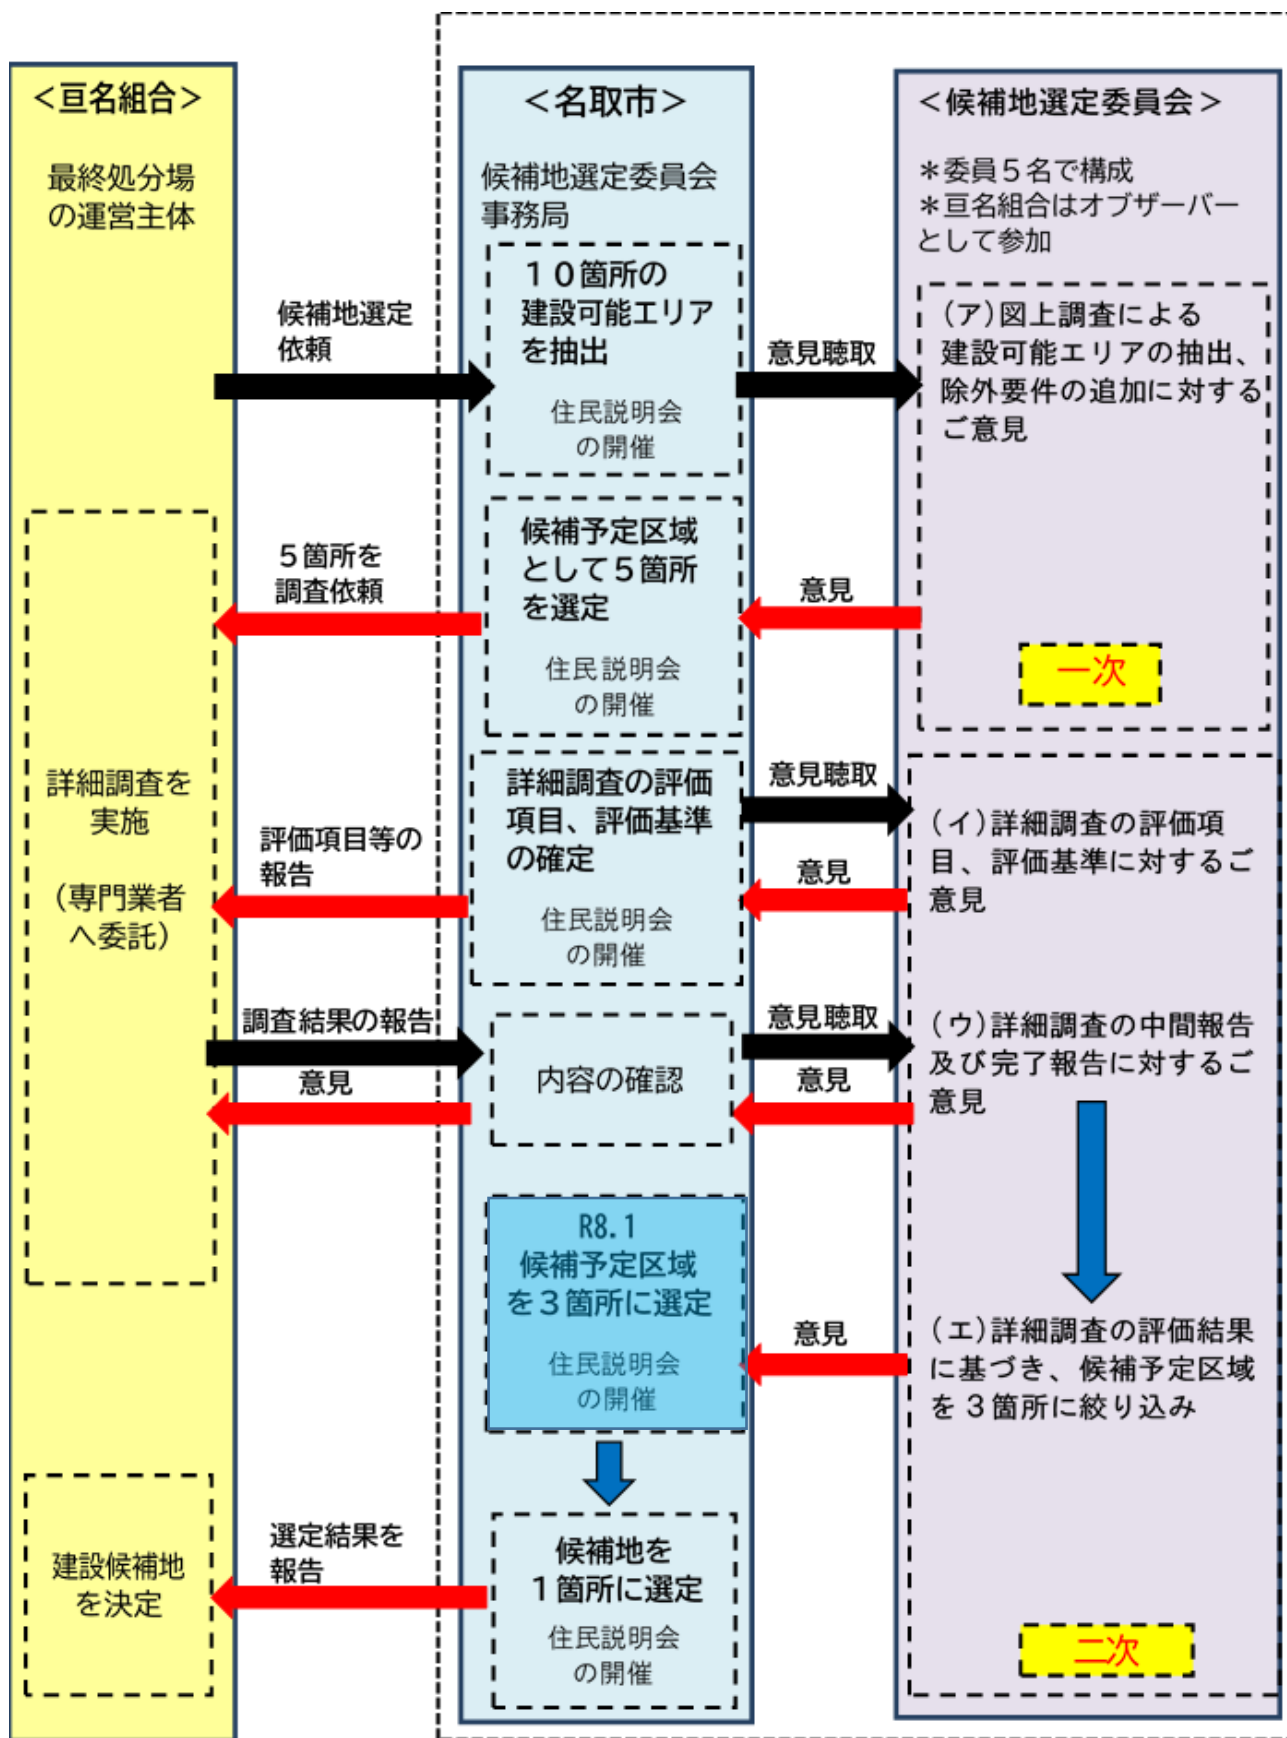 ＜亘名組合＞
最終処分場
の運営主体
候補地選定
依頼
５箇所を
調査依頼
詳細調査を
実施
（専門業者
へ委託）
評価項目等の
報告
調査結果の報告
意見
選定結果を
報告
建設候補地
を決定
＜名取市＞
候補地選定委員会
事務局
１０箇所の
建設可能エリア
を抽出
住民説明会
の開催
候補予定区域
として５箇所
を選定
住民説明会
の開催
詳細調査の評価
項目、評価基準
の確定
住民説明会
の開催
内容の確認
R8.1
候補予定区域
を３箇所に選定
住民説明会
の開催
候補地を
１箇所に選定
住民説明会
の開催
意見聴取
意見
意見聴取
意見
意見聴取
意見
意見
＜候補地選定委員会＞
＊委員５名で構成
＊亘名組合はオブザーバー
として参加
（ア）図上調査による
建設可能エリアの抽出、
除外要件の追加に対する
ご意見
一次
（イ）詳細調査の評価項
目、評価基準に対するご
意見
（ウ）詳細調査の中間報告
及び完了報告に対するご
意見
（エ）詳細調査の評価結果
に基づき、候補予定区域
を３箇所に絞り込み
二次